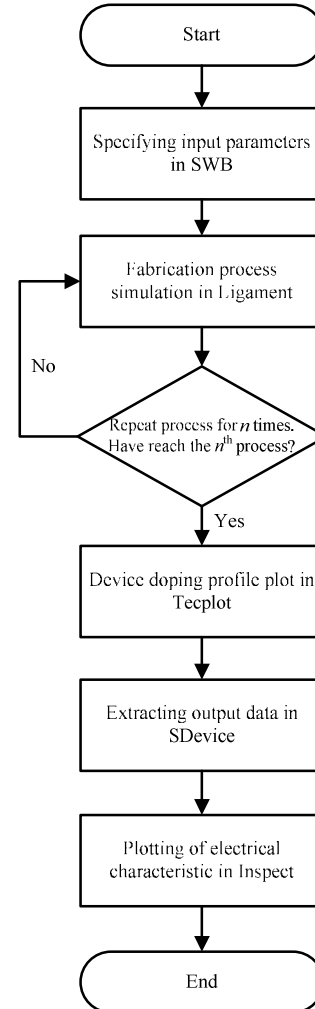 Start
Specifying input parameters
in SWB
Fabrication process
simulation in Ligament
No
Repeat process for n times.
Have reach the nth process?
Yes
Device doping profile plot in
Tecplot
Extracting output data in
SDevice
Plotting of electrical
characteristic in Inspect
End